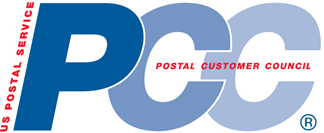 US POSTAL SERVICE
PCC
POSTAL CUSTOMER COUNCIL
®